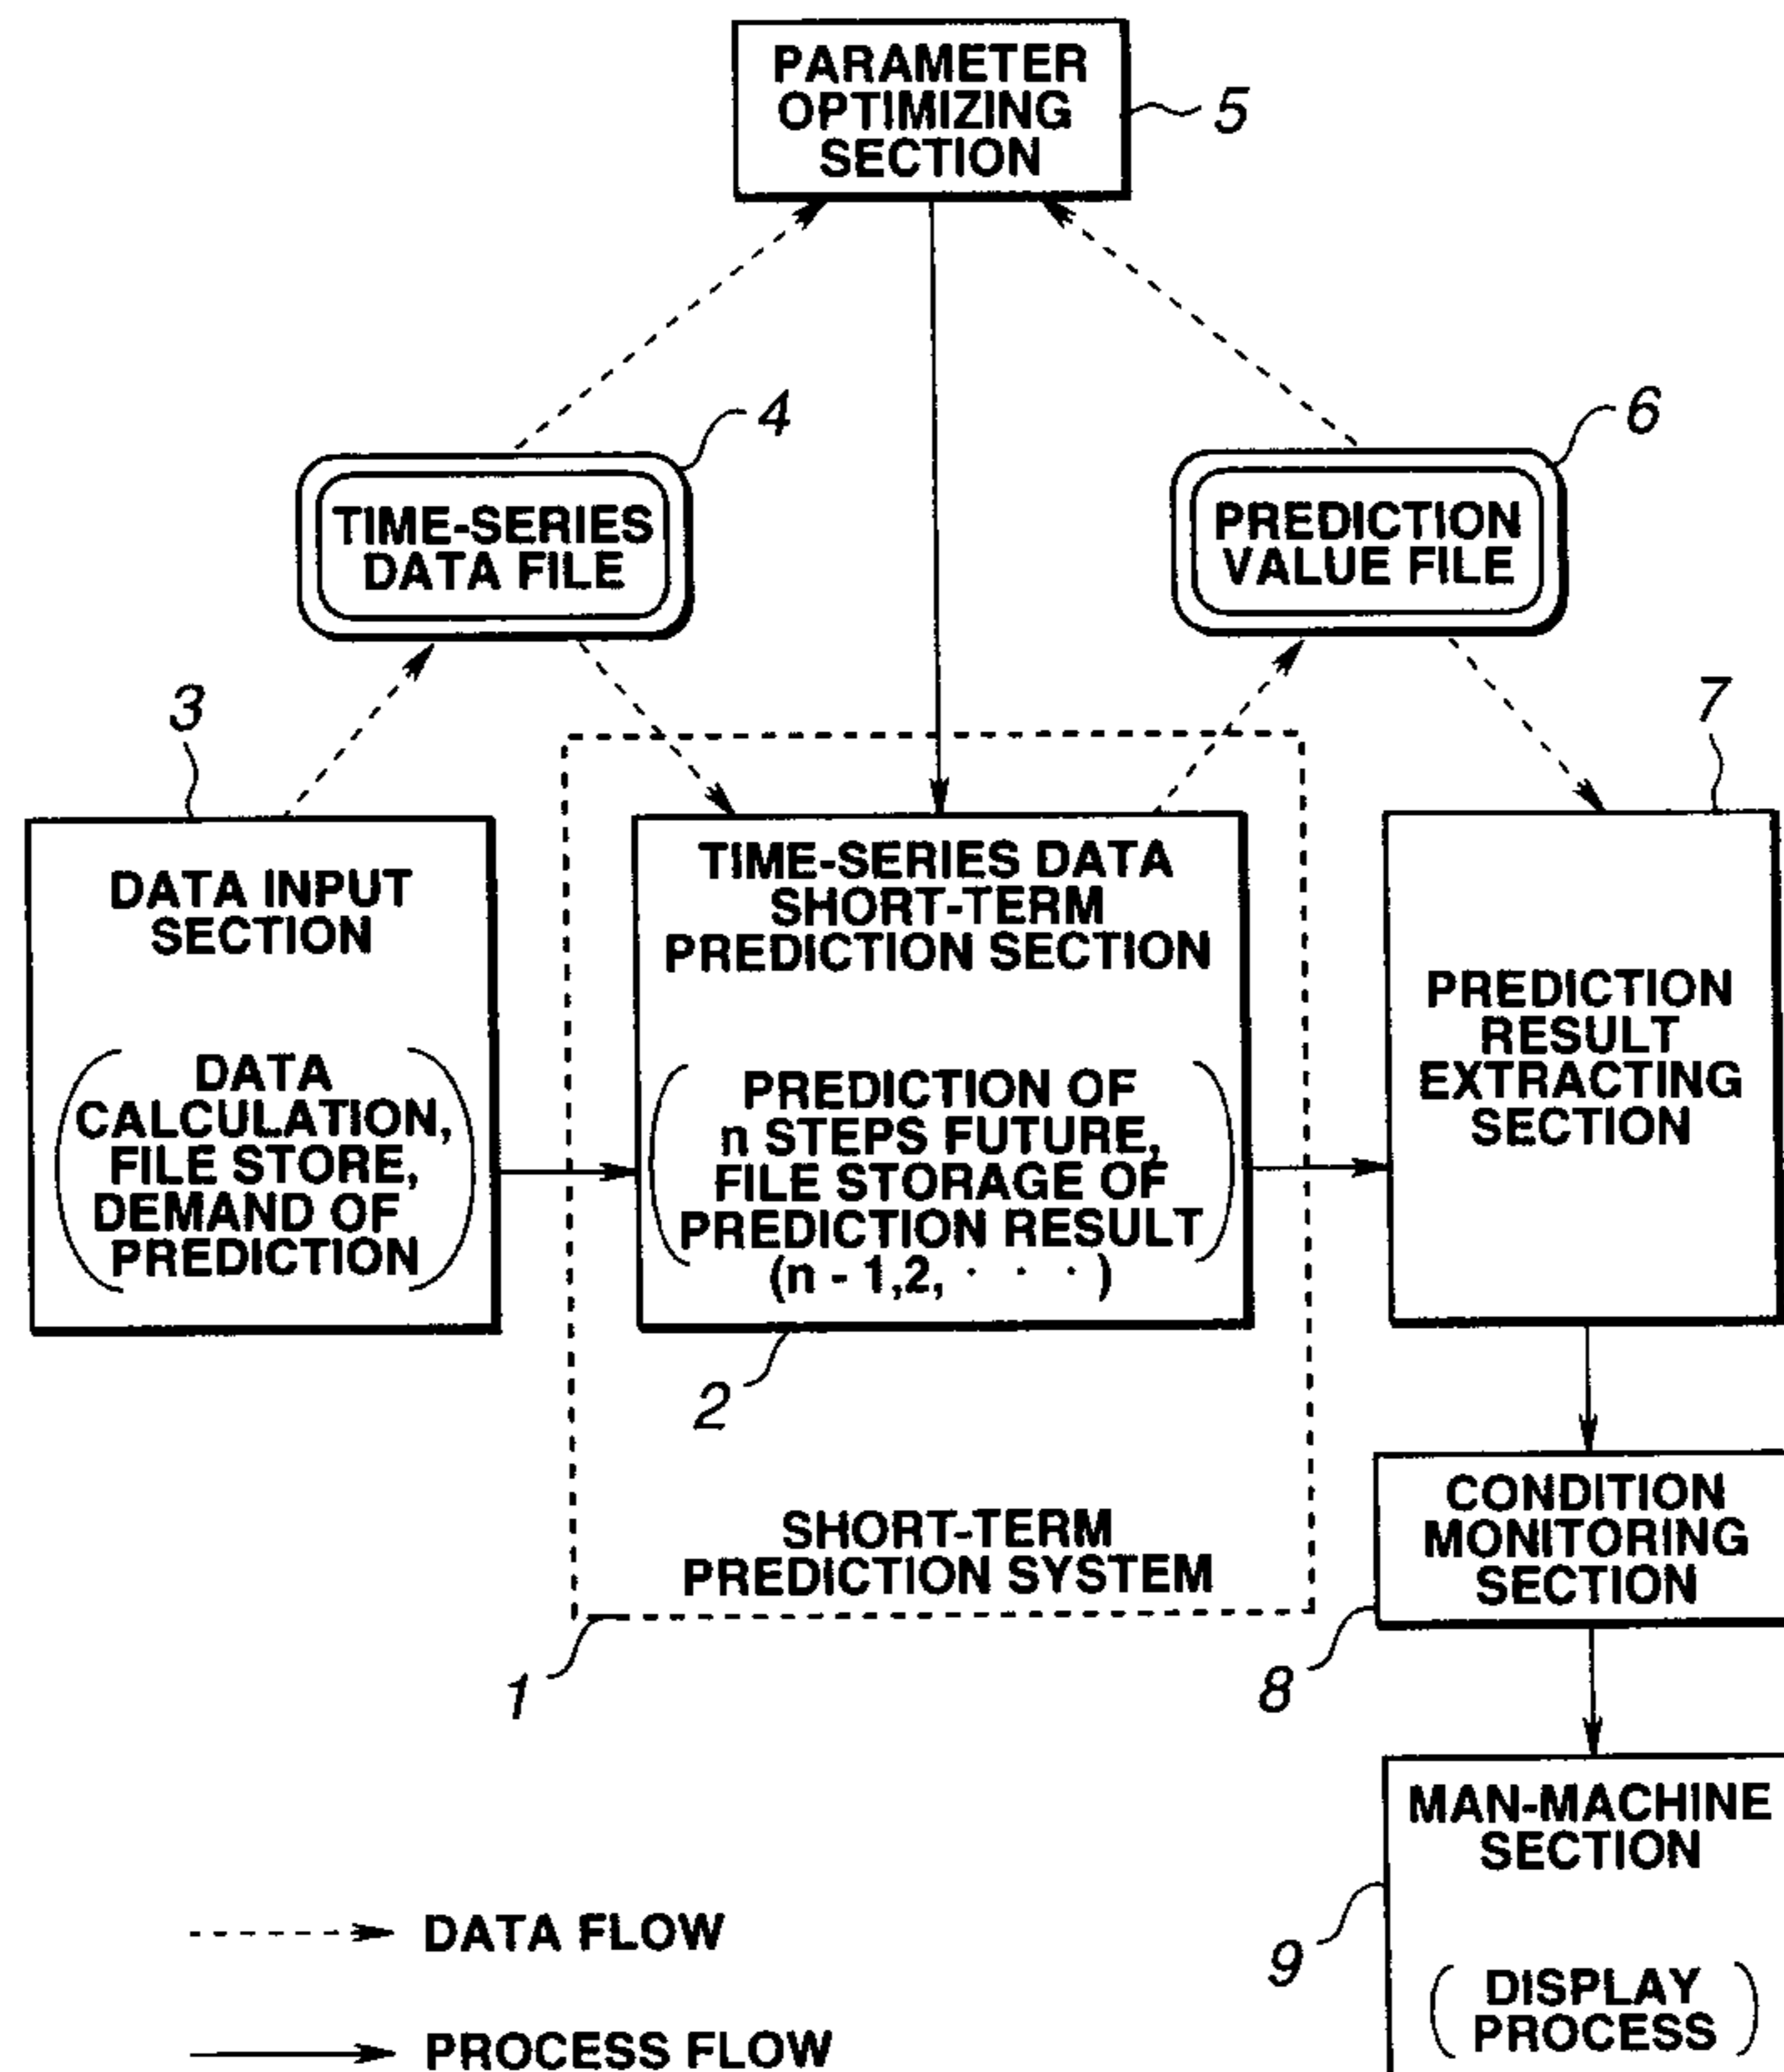 PARAMETER
OPTIMIZING
SECTION
5
4
6
TIME-SERIES
DATA FILE
PREDICTION
VALUE FILE
3
7
DATA INPUT
SECTION
DATA
CALCULATION,
FILE STORE,
DEMAND OF
PREDICTION
TIME-SERIES DATA
SHORT-TERM
PREDICTION SECTION
PREDICTION OF
n STEPS FUTURE,
FILE STORAGE OF
PREDICTION RESULT
(n - 1,2, · · · )
2
PREDICTION
RESULT
EXTRACTING
SECTION
SHORT-TERM
PREDICTION SYSTEM
1
CONDITION
MONITORING
SECTION
8
MAN-MACHINE
SECTION
9
DISPLAY
PROCESS
DATA FLOW
PROCESS FLOW